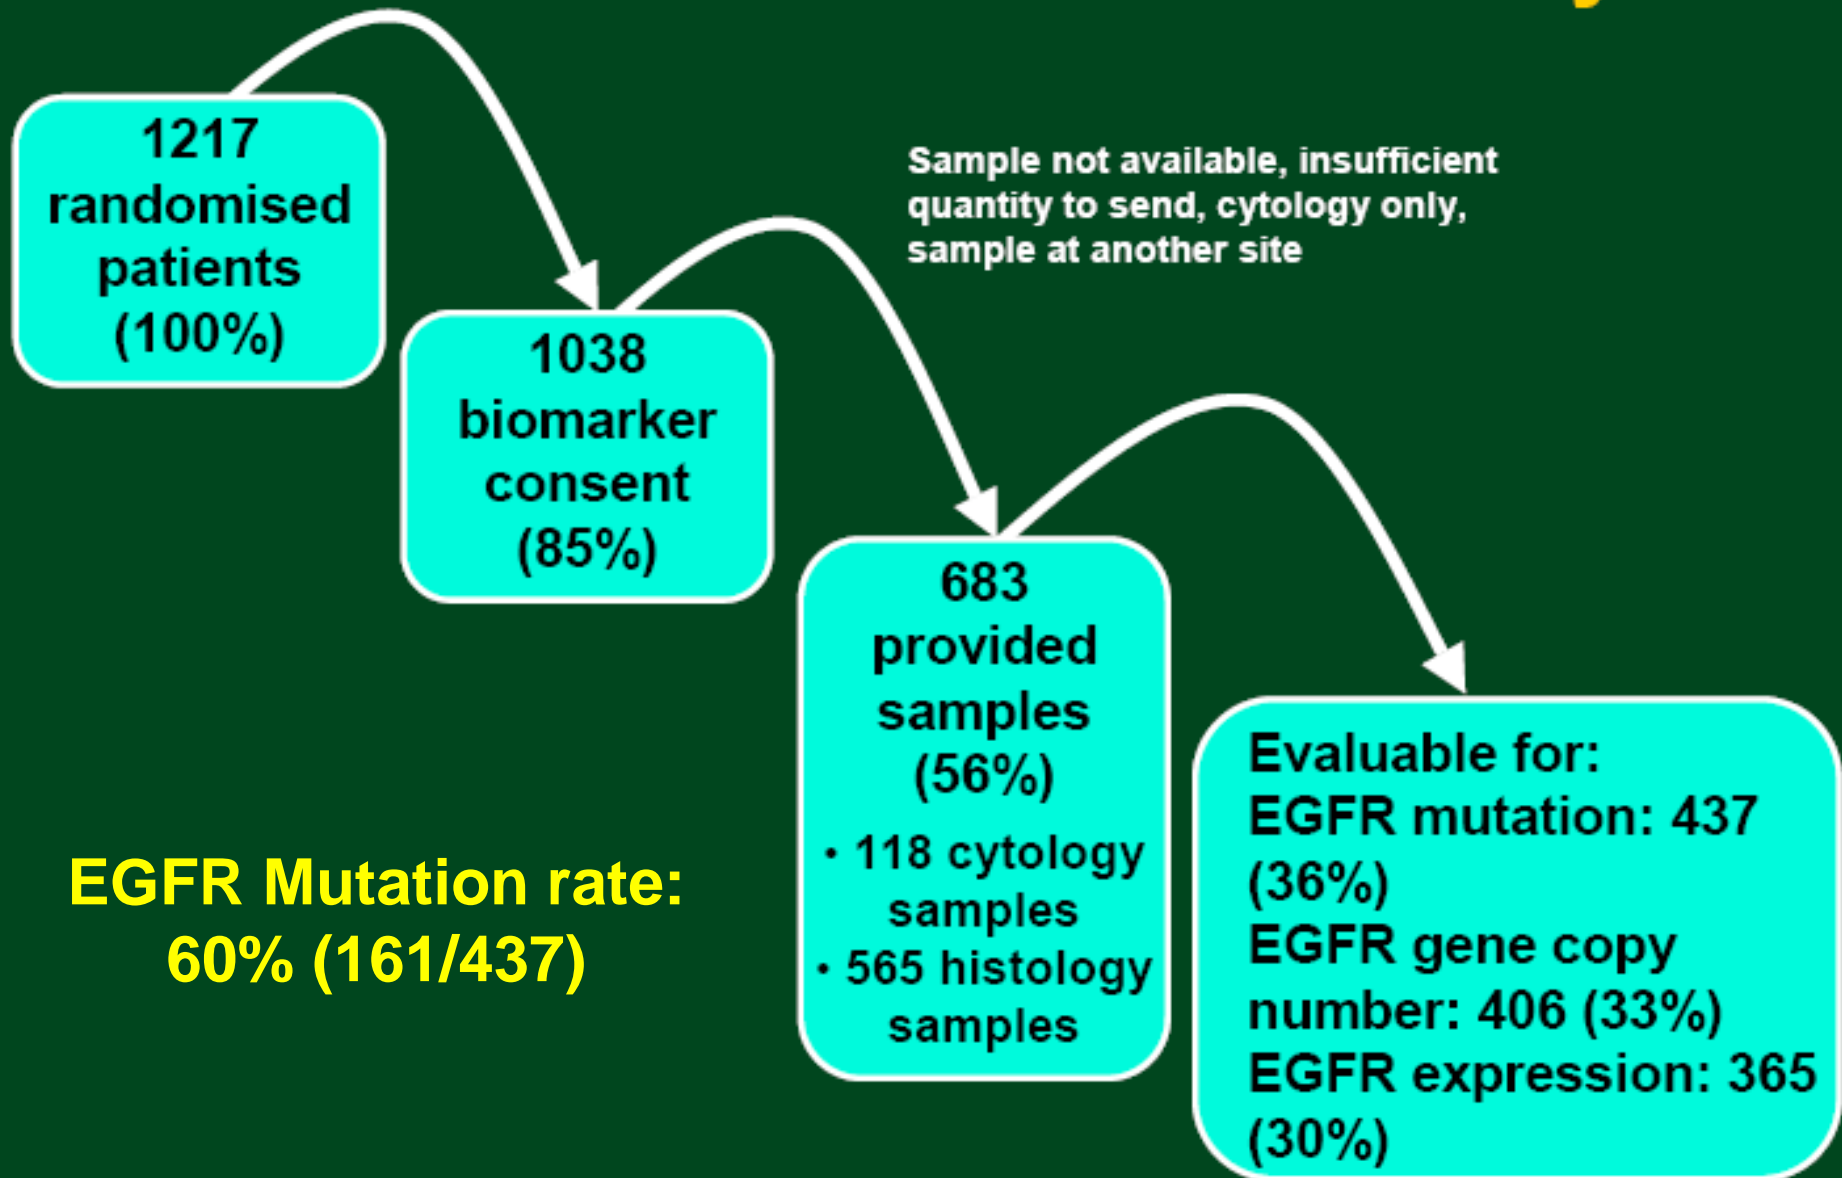 1217
randomised
patients
(100%)
Sample not available, insufficient
quantity to send, cytology only,
sample at another site
1038
biomarker
consent
(85%)
683
provided
samples
(56%)
• 118 cytology
samples
• 565 histology
samples
Evaluable for:
EGFR mutation: 437
(36%)
EGFR gene copy
number: 406 (33%)
EGFR expression: 365
(30%)
EGFR Mutation rate:
60% (161/437)